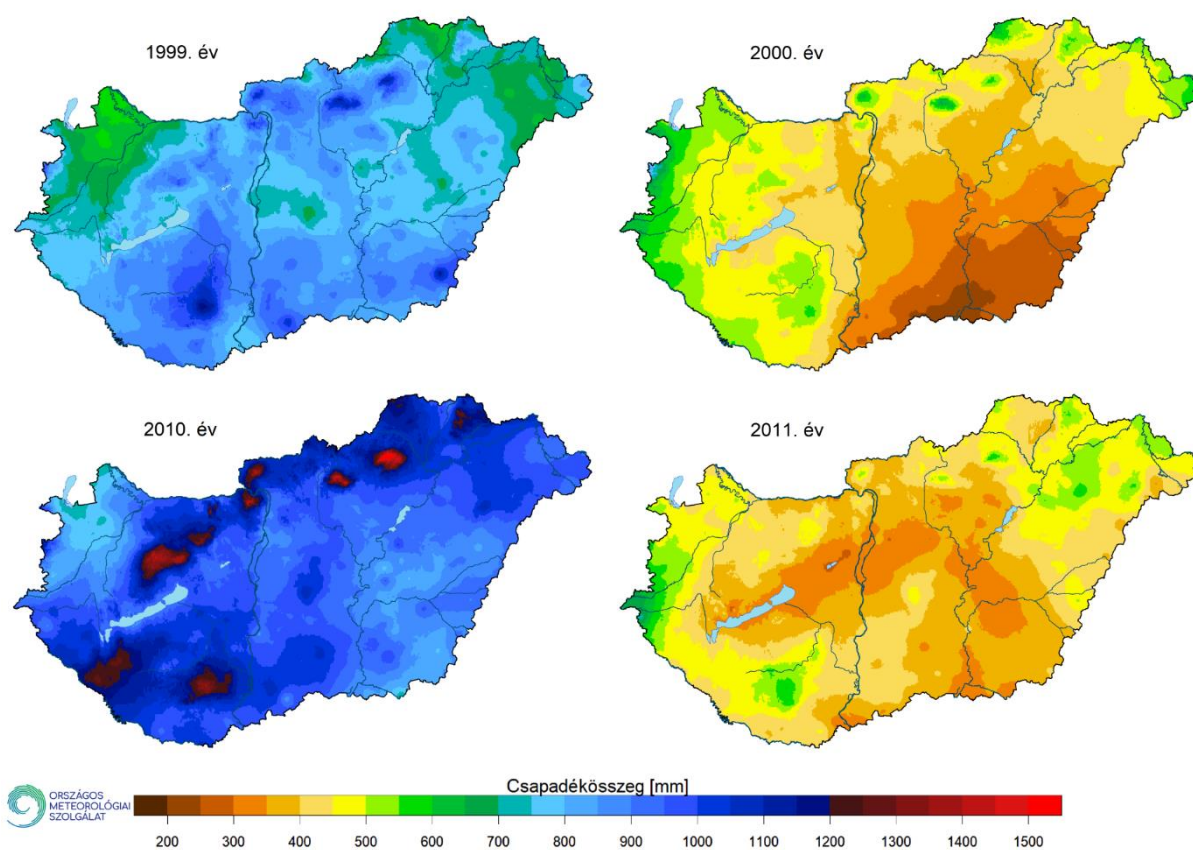 1999. év
2000. év
2010. év
2011. év
ORSZÁGOS
METEOROLÓGIAI
SZOLGÁLAT
Csapadékösszeg [mm]
200 300 400 500 600 700 800 900 1000 1100 1200 1300 1400 1500